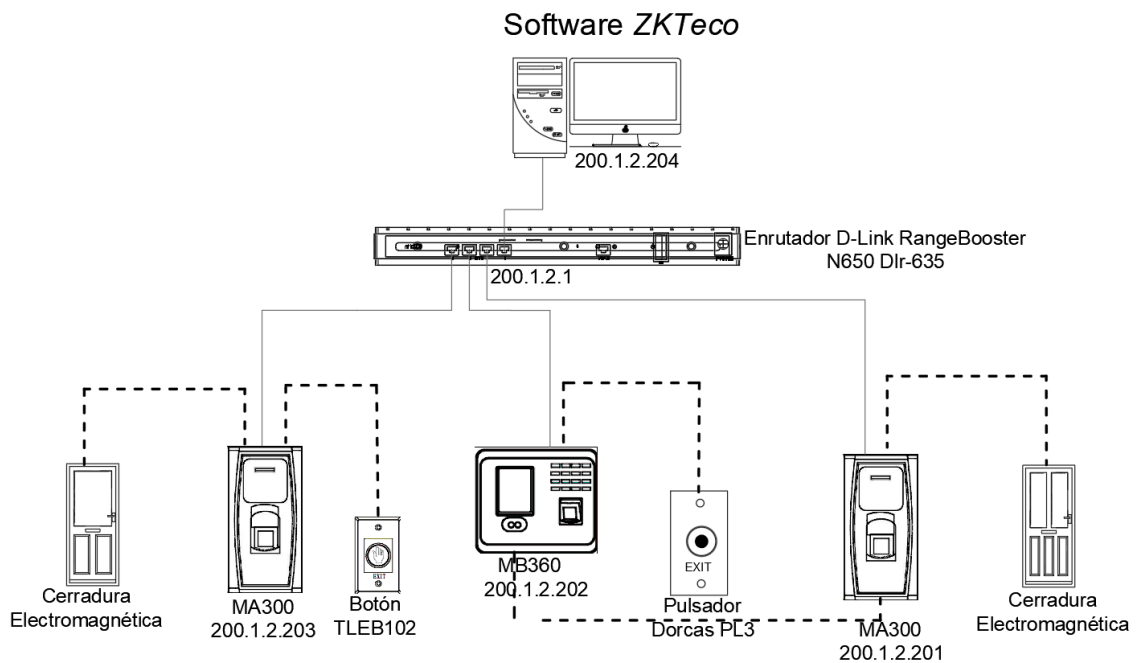 Software ZKTeco
200.1.2.204
Enrutador D-Link RangeBooster
N650 Dlr-635
200.1.2.1
Cerradura
Electromagnética
MA300
200.1.2.203
EXIT
Botón
TLEB102
MB360
200.1.2.202
EXIT
Pulsador
Dorcas PL3
MA300
200.1.2.201
Cerradura
Electromagnética